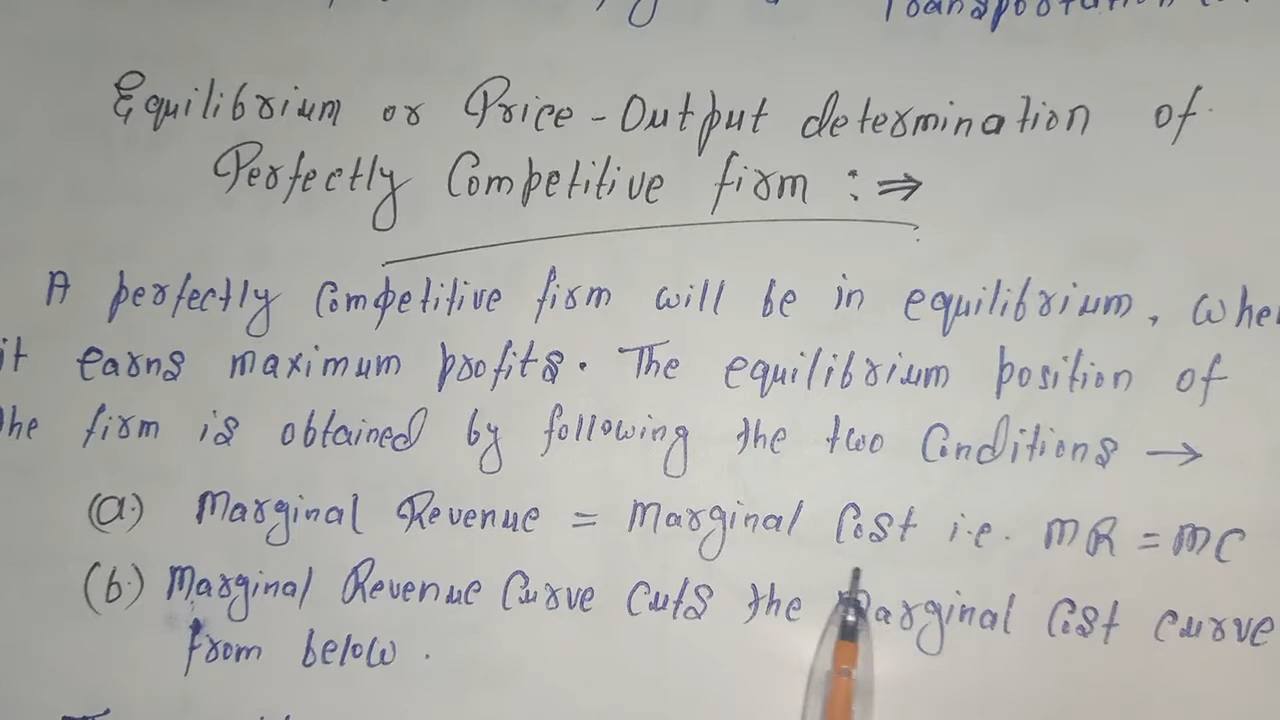 Equilibrium or Price-Output determination of
Perfectly Competitive firm :⇒
A perfectly Competitive firm will be in equilibrium, when
it earns maximum profits. The equilibrium position of
the firm is obtained by following the two Conditions →
(a) Marginal Revenue = Marginal Cost i.e. MR = MC
(b) Marginal Revenue Curve Cuts the Marginal Cost Curve
from below.